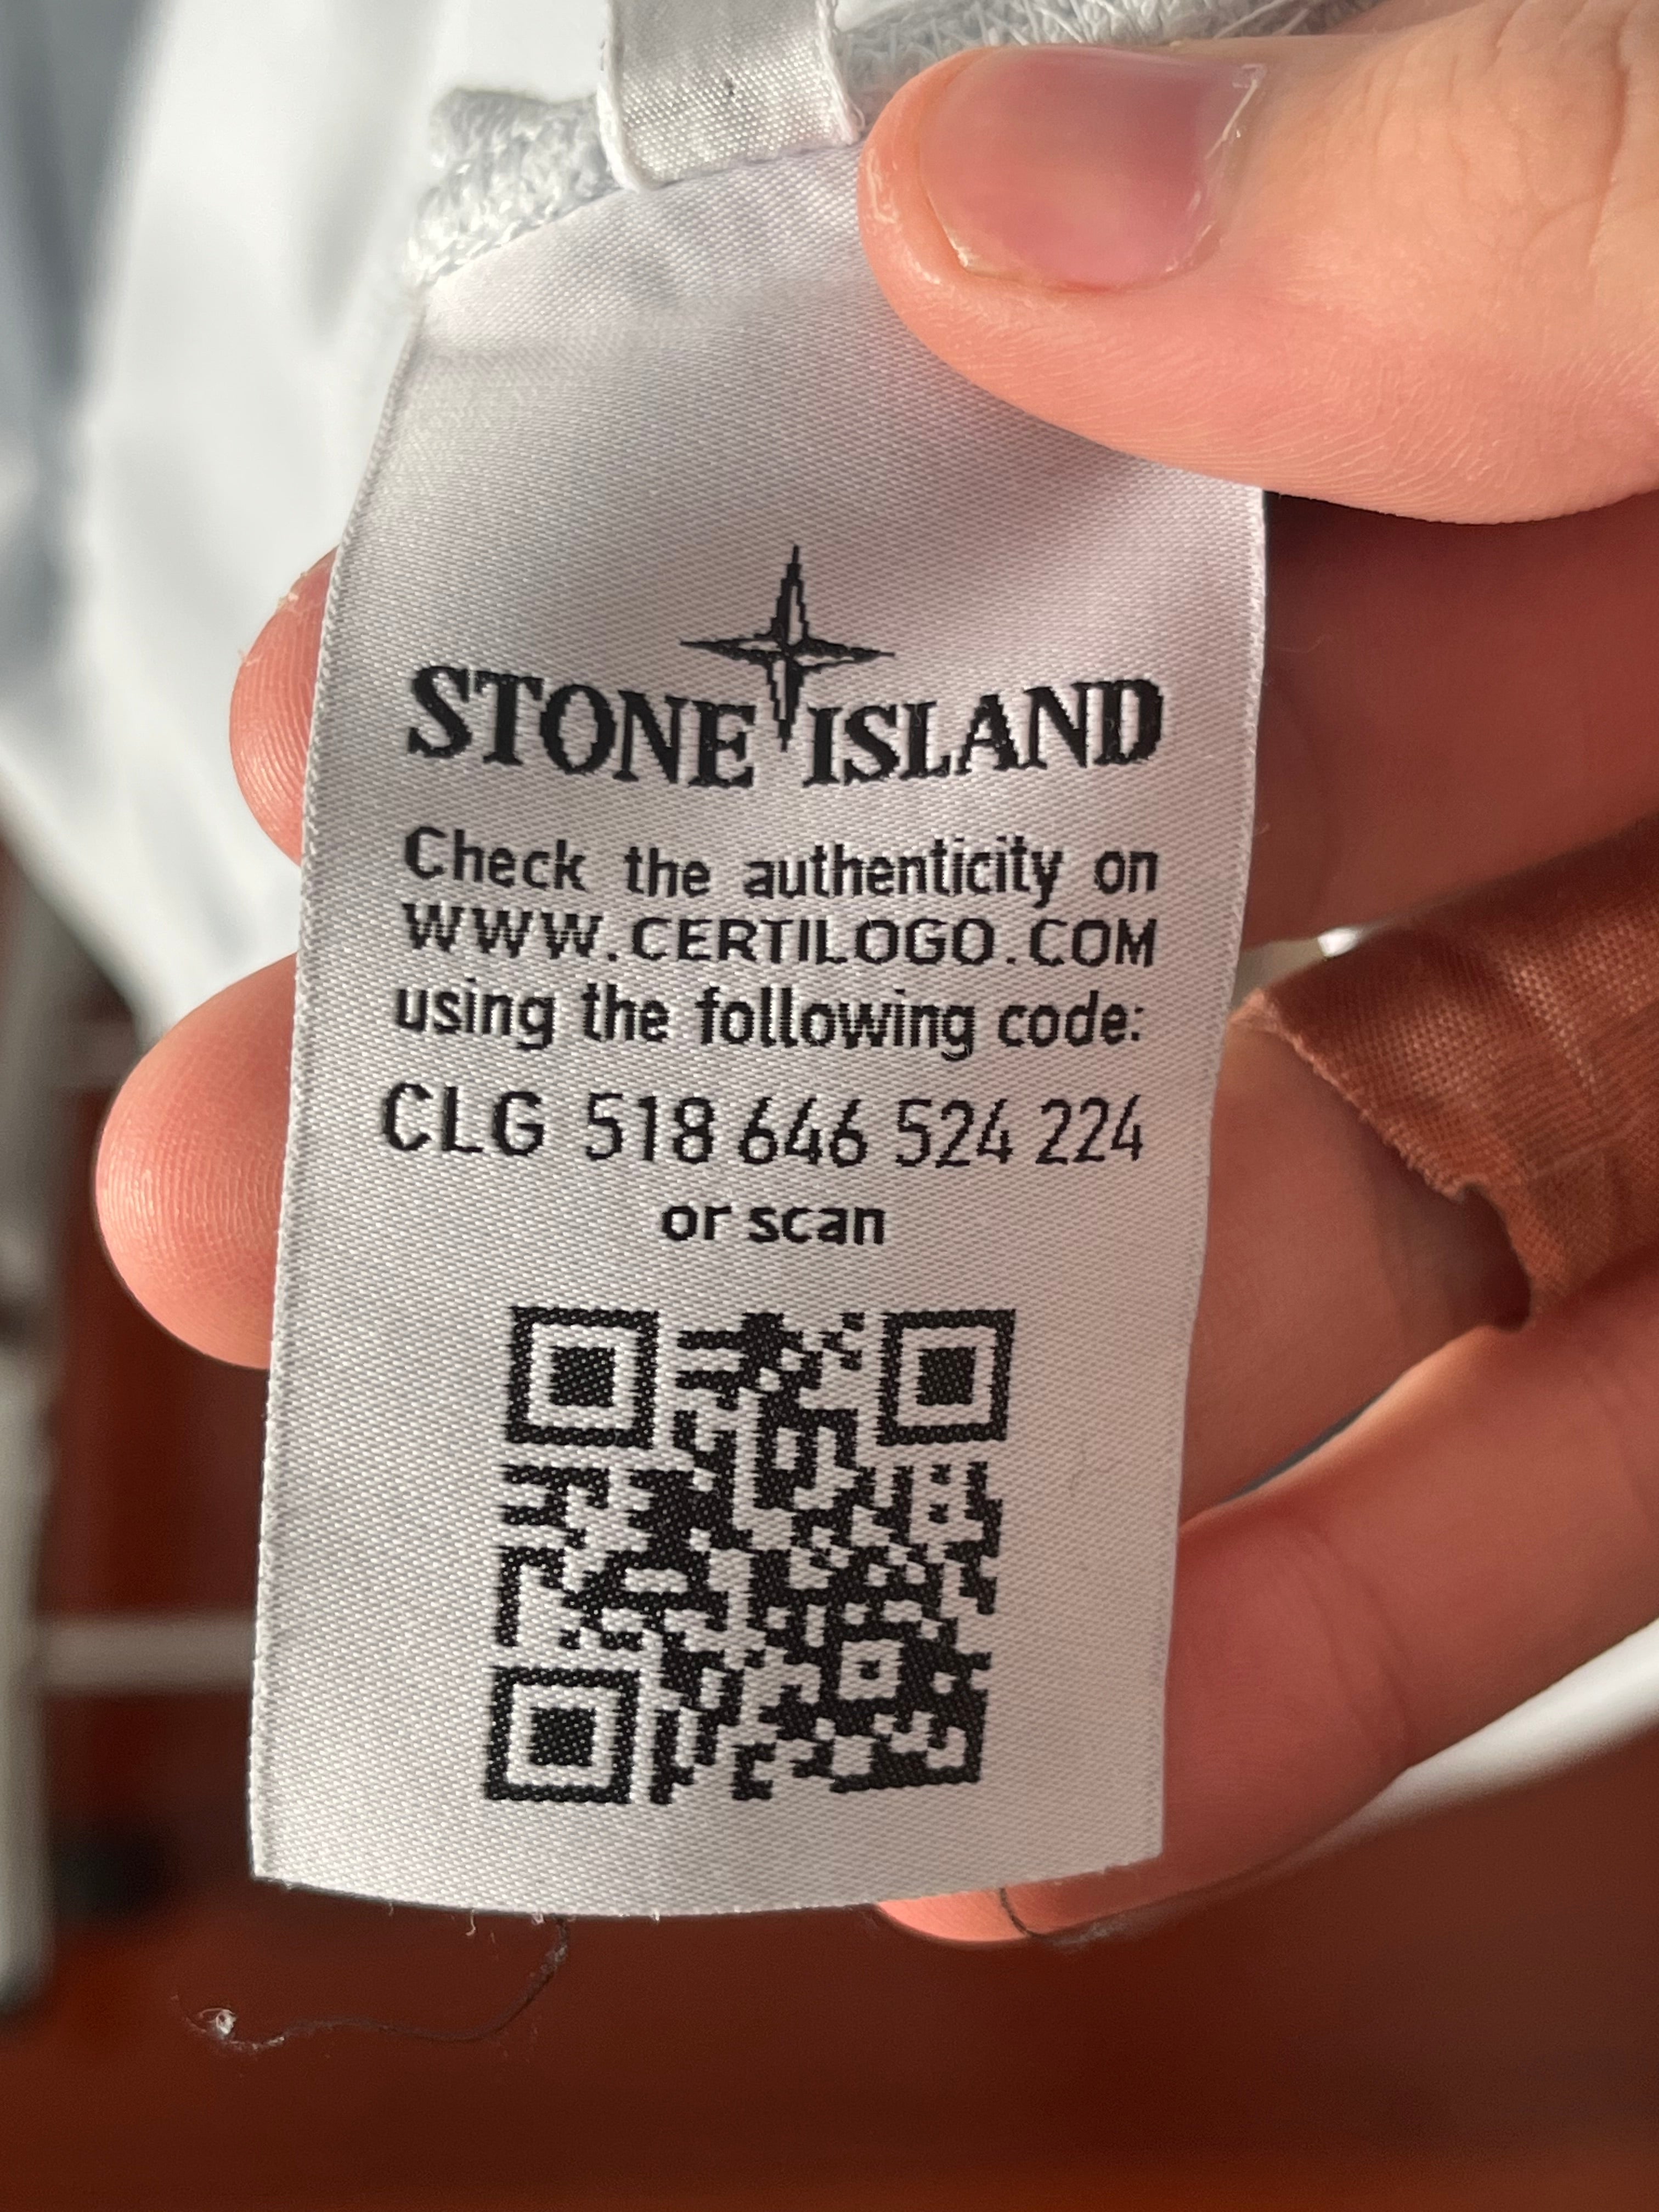 STONE ISLAND
Check the authenticity on
WWW.CERTILOGO.COM
using the following code:
CLG 518 646 524 224
or scan